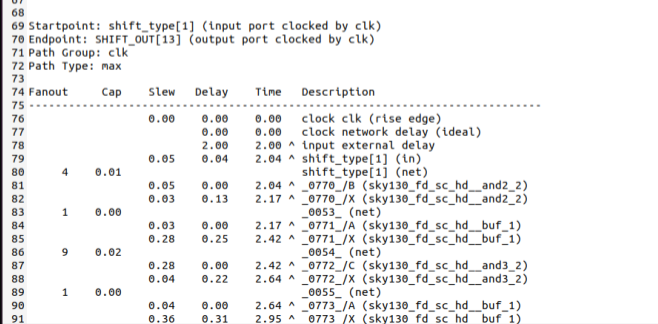 67
68
69 Startpoint: shift_type[1] (input port clocked by clk)
70 Endpoint: SHIFT_OUT[13] (output port clocked by clk)
71 Path Group: clk
72 Path Type: max
73
74 Fanout     Cap    Slew   Delay    Time   Description
75 -----------------------------------------------------------------------------
76                   0.00    0.00    0.00   clock clk (rise edge)
77                           0.00    0.00   clock network delay (ideal)
78                           2.00    2.00 ^ input external delay
79                   0.05    0.04    2.04 ^ shift_type[1] (in)
80      4    0.01                           shift_type[1] (net)
81                   0.05    0.00    2.04 ^ _0770_/B (sky130_fd_sc_hd__and2_2)
82                   0.03    0.13    2.17 ^ _0770_/X (sky130_fd_sc_hd__and2_2)
83      1    0.00                           _0053_ (net)
84                   0.03    0.00    2.17 ^ _0771_/A (sky130_fd_sc_hd__buf_1)
85                   0.28    0.25    2.42 ^ _0771_/X (sky130_fd_sc_hd__buf_1)
86      9    0.02                           _0054_ (net)
87                   0.28    0.00    2.42 ^ _0772_/C (sky130_fd_sc_hd__and3_2)
88                   0.04    0.22    2.64 ^ _0772_/X (sky130_fd_sc_hd__and3_2)
89      1    0.00                           _0055_ (net)
90                   0.04    0.00    2.64 ^ _0773_/A (sky130_fd_sc_hd__buf_1)
91                   0.36    0.31    2.95 ^ _0773_/X (sky130_fd_sc_hd__buf_1)